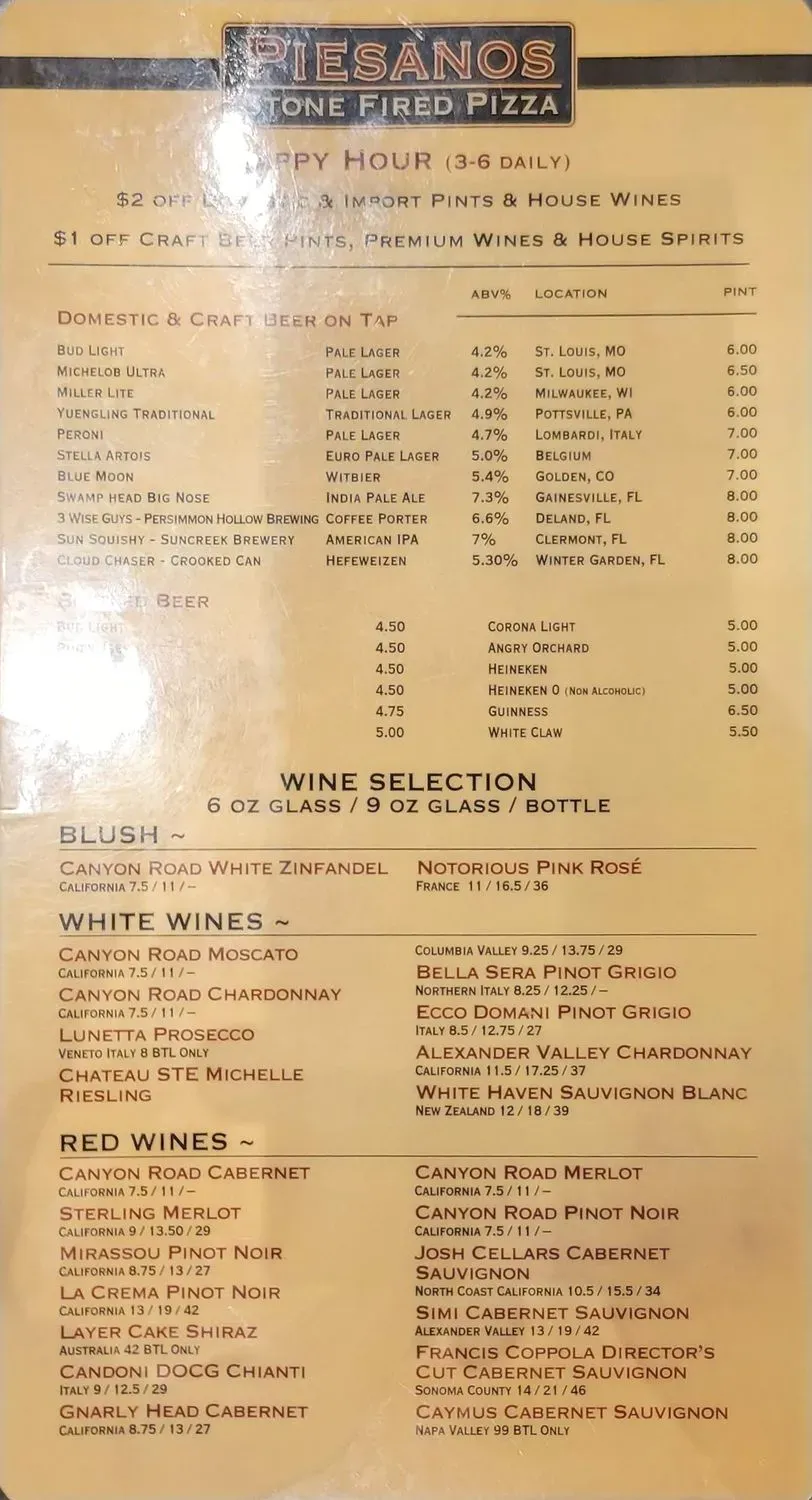 PIESANOS
STONE FIRED PIZZA
HAPPY HOUR (3-6 DAILY)
$2 OFF & IMPORT PINTS & HOUSE WINES
$1 OFF CRAFT BEER PINTS, PREMIUM WINES & HOUSE SPIRITS
ABV% LOCATION PINT
DOMESTIC & CRAFT BEER ON TAP
BUD LIGHT PALE LAGER 4.2% ST. LOUIS, MO 6.00
MICHELOB ULTRA PALE LAGER 4.2% ST. LOUIS, MO 6.50
MILLER LITE PALE LAGER 4.2% MILWAUKEE, WI 6.00
YUENGLING TRADITIONAL TRADITIONAL LAGER 4.9% POTTSVILLE, PA 6.00
PERONI PALE LAGER 4.7% LOMBARDI, ITALY 7.00
STELLA ARTOIS EURO PALE LAGER 5.0% BELGIUM 7.00
BLUE MOON WITBIER 5.4% GOLDEN, CO 7.00
SWAMP HEAD BIG NOSE INDIA PALE ALE 7.3% GAINESVILLE, FL 8.00
3 WISE GUYS - PERSIMMON HOLLOW BREWING COFFEE PORTER 6.6% DELAND, FL 8.00
SUN SQUISHY - SUNCREEK BREWERY AMERICAN IPA 7% CLERMONT, FL 8.00
CLOUD CHASER - CROOKED CAN HEFEWEIZEN 5.30% WINTER GARDEN, FL 8.00
BEER
BUD LIGHT 4.50 CORONA LIGHT 5.00
4.50 ANGRY ORCHARD 5.00
4.50 HEINEKEN 5.00
4.50 HEINEKEN 0 (NON ALCOHOLIC) 5.00
4.75 GUINNESS 6.50
5.00 WHITE CLAW 5.50
WINE SELECTION
6 OZ GLASS / 9 OZ GLASS / BOTTLE
BLUSH ~
CANYON ROAD WHITE ZINFANDEL
CALIFORNIA 7.5 / 11 / –
NOTORIOUS PINK ROSÉ
FRANCE 11 / 16.5 / 36
WHITE WINES ~
CANYON ROAD MOSCATO
CALIFORNIA 7.5 / 11 / –
CANYON ROAD CHARDONNAY
CALIFORNIA 7.5 / 11 / –
LUNETTA PROSECCO
VENETO ITALY 8 BTL ONLY
CHATEAU STE MICHELLE
RIESLING
COLUMBIA VALLEY 9.25 / 13.75 / 29
BELLA SERA PINOT GRIGIO
NORTHERN ITALY 8.25 / 12.25 / –
ECCO DOMANI PINOT GRIGIO
ITALY 8.5 / 12.75 / 27
ALEXANDER VALLEY CHARDONNAY
CALIFORNIA 11.5 / 17.25 / 37
WHITE HAVEN SAUVIGNON BLANC
NEW ZEALAND 12 / 18 / 39
RED WINES ~
CANYON ROAD CABERNET
CALIFORNIA 7.5 / 11 / –
STERLING MERLOT
CALIFORNIA 9 / 13.50 / 29
MIRASSOU PINOT NOIR
CALIFORNIA 8.75 / 13 / 27
LA CREMA PINOT NOIR
CALIFORNIA 13 / 19 / 42
LAYER CAKE SHIRAZ
AUSTRALIA 42 BTL ONLY
CANDONI DOCG CHIANTI
ITALY 9 / 12.5 / 29
GNARLY HEAD CABERNET
CALIFORNIA 8.75 / 13 / 27
CANYON ROAD MERLOT
CALIFORNIA 7.5 / 11 / –
CANYON ROAD PINOT NOIR
CALIFORNIA 7.5 / 11 / –
JOSH CELLARS CABERNET
SAUVIGNON
NORTH COAST CALIFORNIA 10.5 / 15.5 / 34
SIMI CABERNET SAUVIGNON
ALEXANDER VALLEY 13 / 19 / 42
FRANCIS COPPOLA DIRECTOR'S
CUT CABERNET SAUVIGNON
SONOMA COUNTY 14 / 21 / 46
CAYMUS CABERNET SAUVIGNON
NAPA VALLEY 99 BTL ONLY